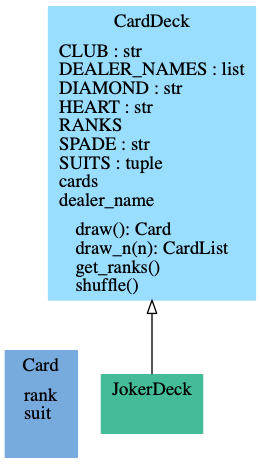 CardDeck
CLUB : str
DEALER_NAMES : list
DIAMOND : str
HEART : str
RANKS
SPADE : str
SUITS : tuple
cards
dealer_name
draw(): Card
draw_n(n): CardList
get_ranks()
shuffle()
Card
rank
suit
JokerDeck